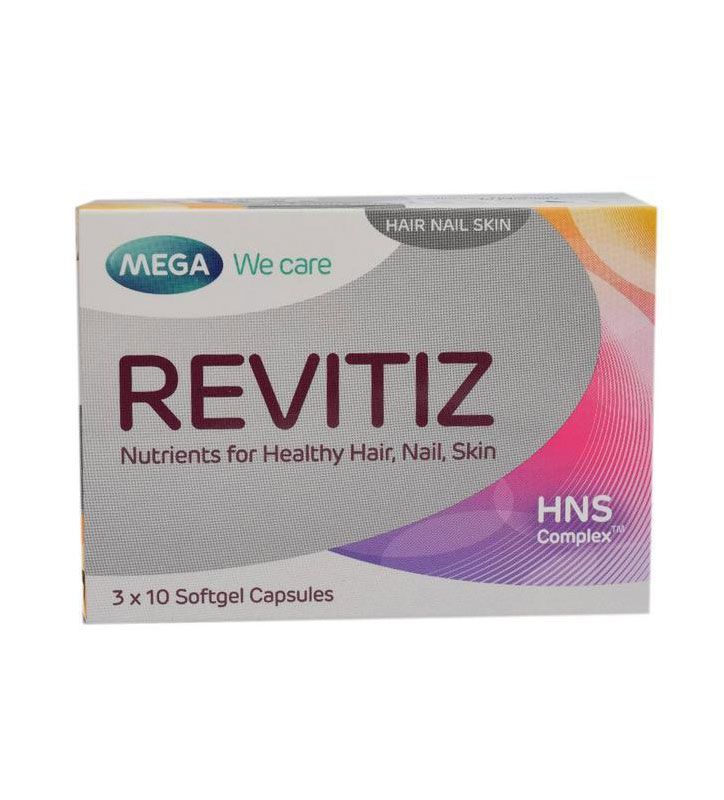 HAIR NAIL SKIN
MEGA We care
REVITIZ
Nutrients for Healthy Hair, Nail, Skin
HNS
Complex™
3 x 10 Softgel Capsules